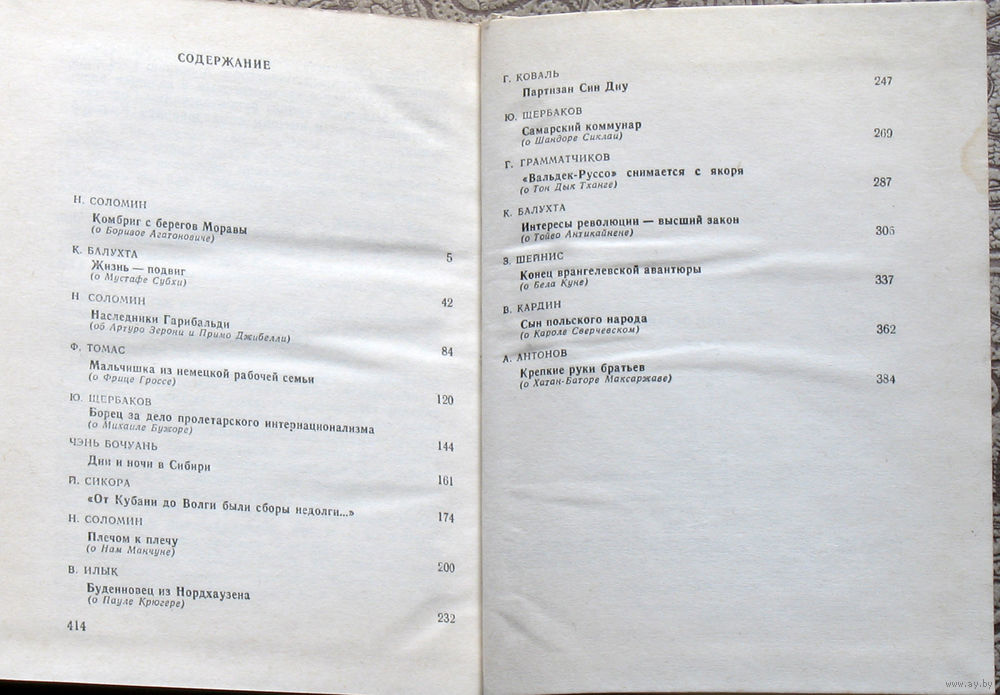 СОДЕРЖАНИЕ
Н. СОЛОМИН
Комбриг с берегов Моравы
(о Боривое Агатоновиче)
5
К. БАЛУХТА
Жизнь — подвиг
(о Мустафе Субхи)
42
Н СОЛОМИН
Наследники Гарибальди
(об Артуро Зерони и Примо Джибелли)
84
Ф. ТОМАС
Мальчишка из немецкой рабочей семьи
(о Фрице Гроссе)
120
Ю. ЩЕРБАКОВ
Борец за дело пролетарского интернационализма
(о Михаиле Бужоре)
144
ЧЭНЬ БОЧУАНЬ
Дни и ночи в Сибири
161
Й. СИКОРА
«От Кубани до Волги были сборы недолги...»
174
Н. СОЛОМИН
Плечом к плечу
(о Нам Манчуне)
200
В. ИЛЫК
Буденновец из Нордхаузена
(о Пауле Крюгере)
232
414
Г. КОВАЛЬ
Партизан Син Диу
247
Ю. ЩЕРБАКОВ
Самарский коммунар
(о Шандоре Сиклаи)
269
Г. ГРАММАТЧИКОВ
«Вальдек-Руссо» снимается с якоря
(о Тон Дык Тханге)
287
К. БАЛУХТА
Интересы революции — высший закон
(о Тойво Антикайнене)
305
З. ШЕЙНИС
Конец врангелевской авантюры
(о Бела Куне)
337
В. КАРДИН
Сын польского народа
(о Кароле Сверчевском)
362
А. АНТОНОВ
Крепкие руки братьев
(о Хатан-Баторе Максаржаве)
384
www.ay.by